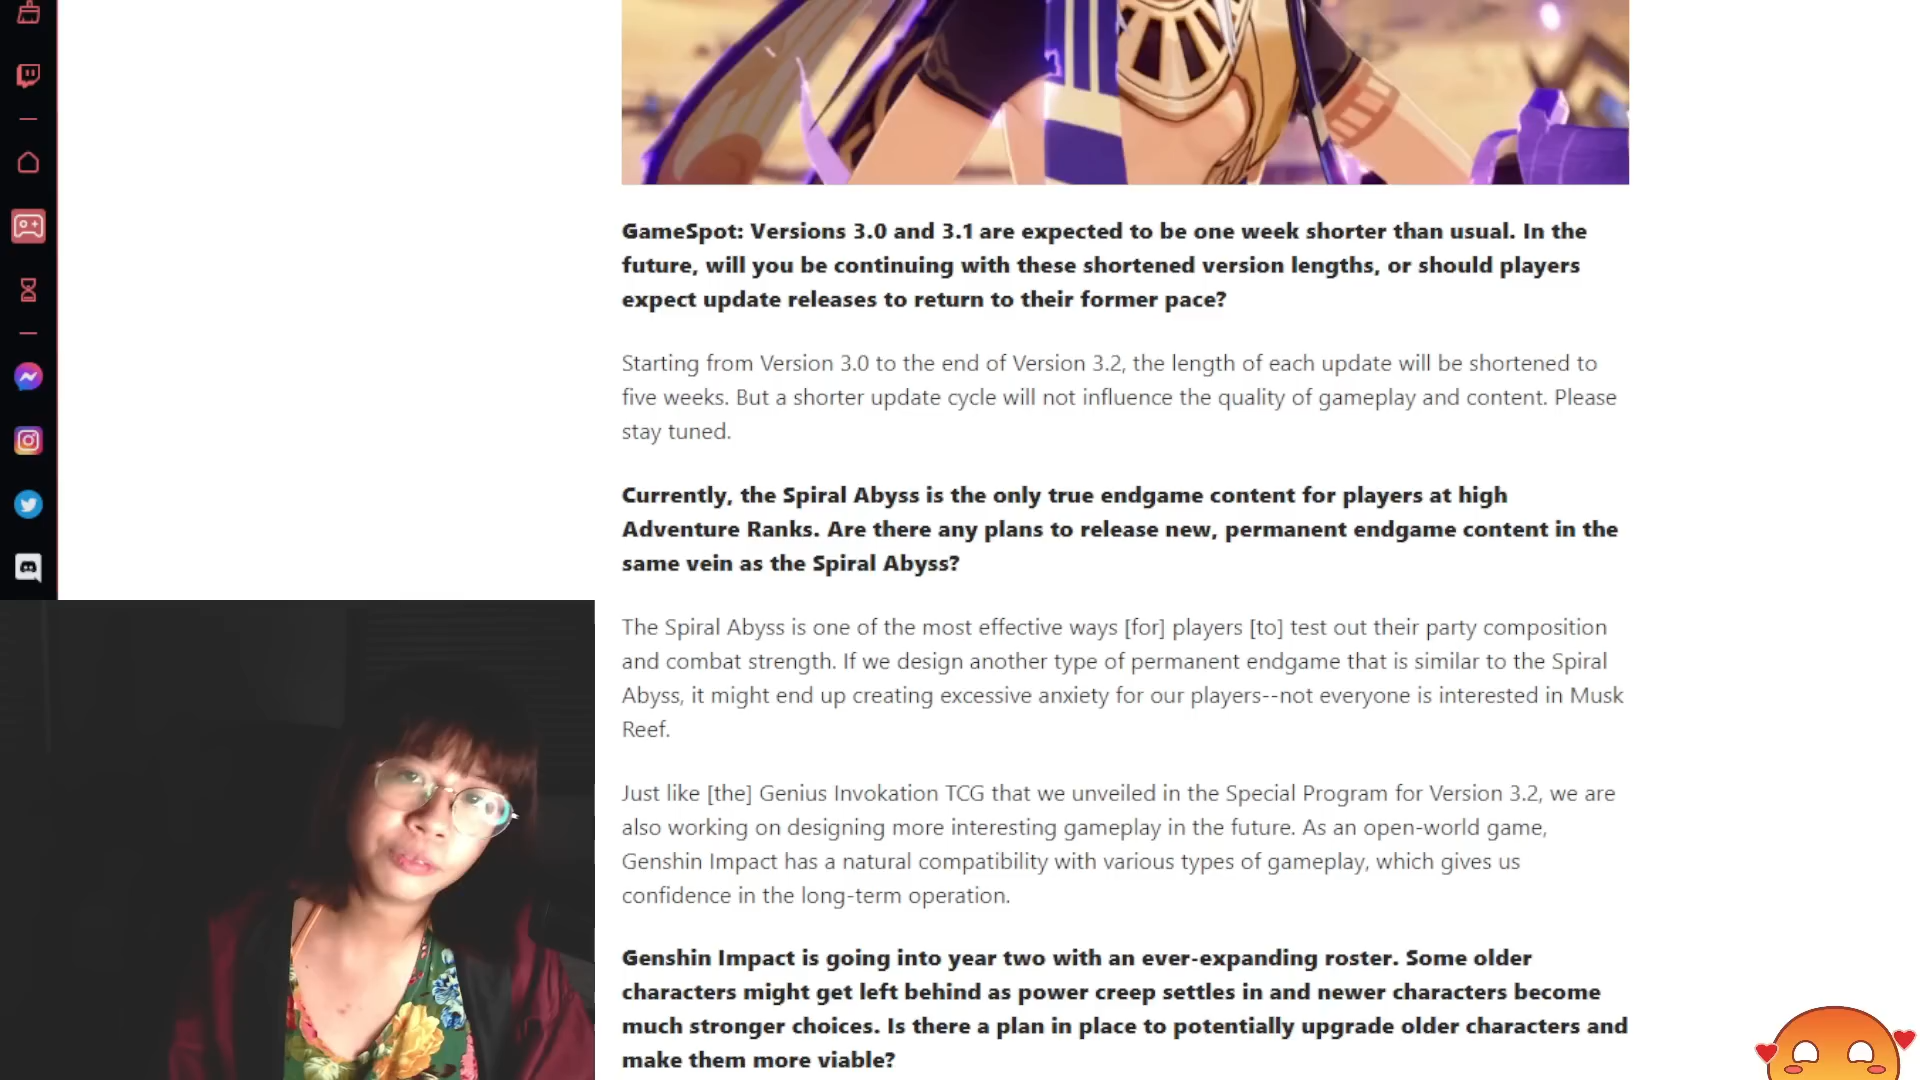 GameSpot: Versions 3.0 and 3.1 are expected to be one week shorter than usual. In the
future, will you be continuing with these shortened version lengths, or should players
expect update releases to return to their former pace?
Starting from Version 3.0 to the end of Version 3.2, the length of each update will be shortened to
five weeks. But a shorter update cycle will not influence the quality of gameplay and content. Please
stay tuned.
Currently, the Spiral Abyss is the only true endgame content for players at high
Adventure Ranks. Are there any plans to release new, permanent endgame content in the
same vein as the Spiral Abyss?
The Spiral Abyss is one of the most effective ways [for] players [to] test out their party composition
and combat strength. If we design another type of permanent endgame that is similar to the Spiral
Abyss, it might end up creating excessive anxiety for our players--not everyone is interested in Musk
Reef.
Just like [the] Genius Invokation TCG that we unveiled in the Special Program for Version 3.2, we are
also working on designing more interesting gameplay in the future. As an open-world game,
Genshin Impact has a natural compatibility with various types of gameplay, which gives us
confidence in the long-term operation.
Genshin Impact is going into year two with an ever-expanding roster. Some older
characters might get left behind as power creep settles in and newer characters become
much stronger choices. Is there a plan in place to potentially upgrade older characters and
make them more viable?